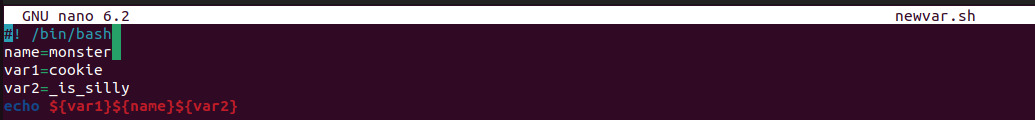 GNU nano 6.2 newvar.sh
#! /bin/bash
name=monster
var1=cookie
var2=_is_silly
echo ${var1}${name}${var2}